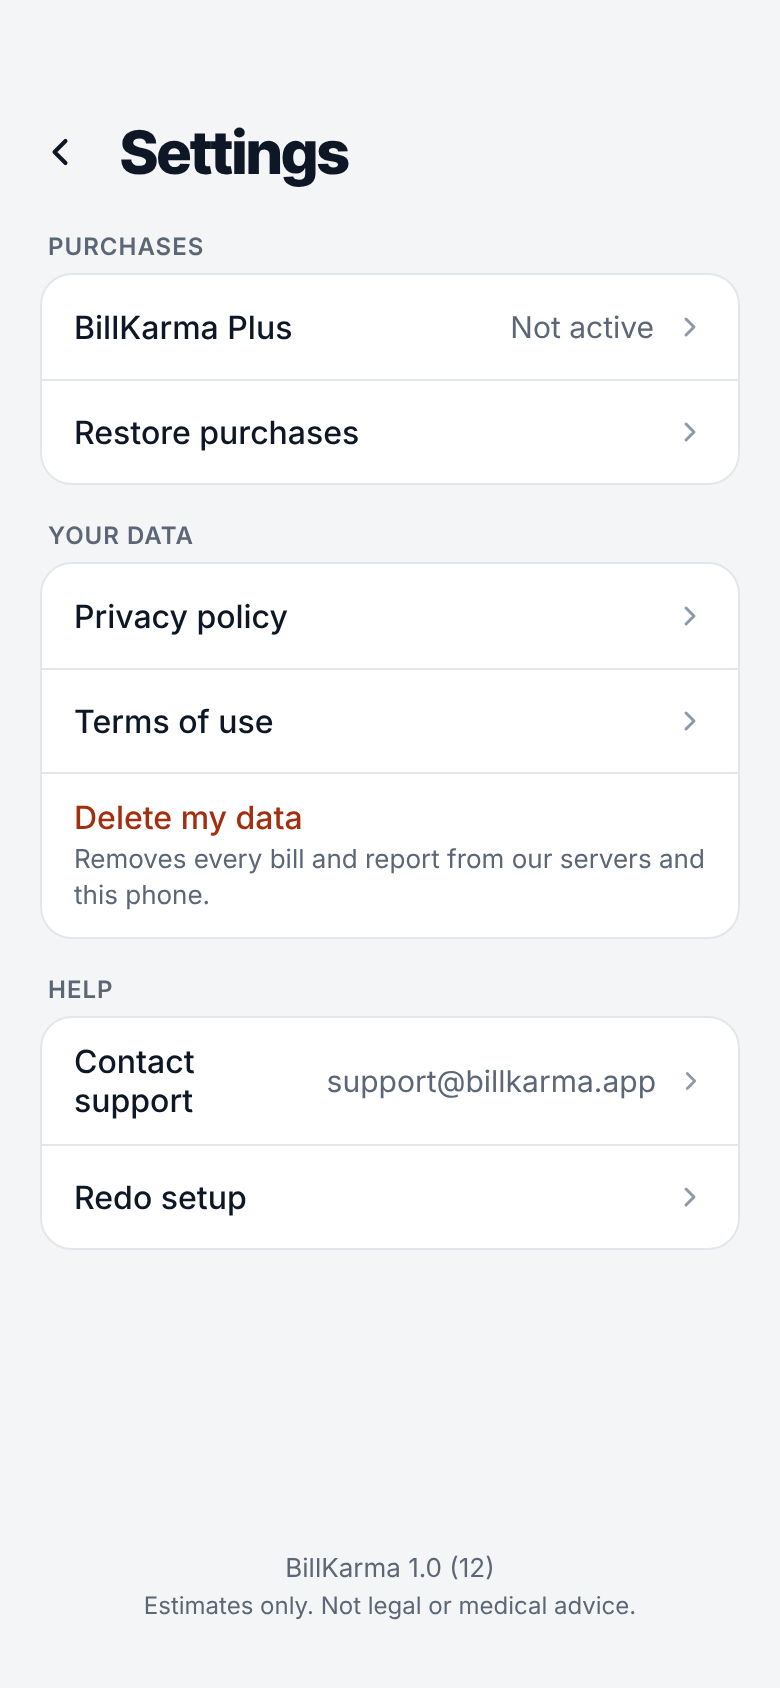 Settings
PURCHASES
BillKarma Plus Not active
Restore purchases
YOUR DATA
Privacy policy
Terms of use
Delete my data
Removes every bill and report from our servers and
this phone.
HELP
Contact
support
support@billkarma.app
Redo setup
BillKarma 1.0 (12)
Estimates only. Not legal or medical advice.